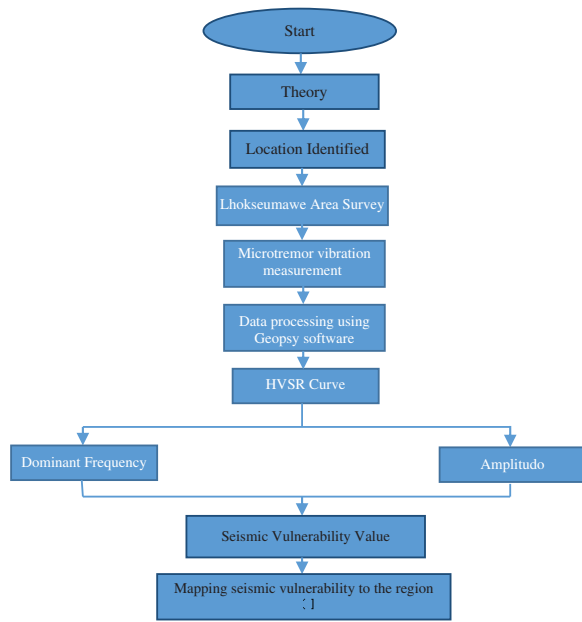 Start
Theory
Location Identified
Lhokseumawe Area Survey
Microtremor vibration
measurement
Data processing using
Geopsy software
HVSR Curve
Dominant Frequency
Amplitudo
Seismic Vulnerability Value
Mapping seismic vulnerability to the region